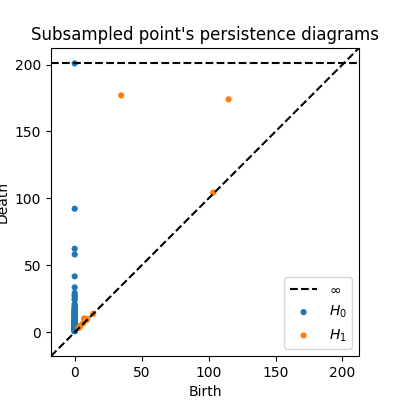 Subsampled point's persistence diagrams
200
150
100
50
0
Death
0 50 100 150 200
Birth
∞
H₀
H₁